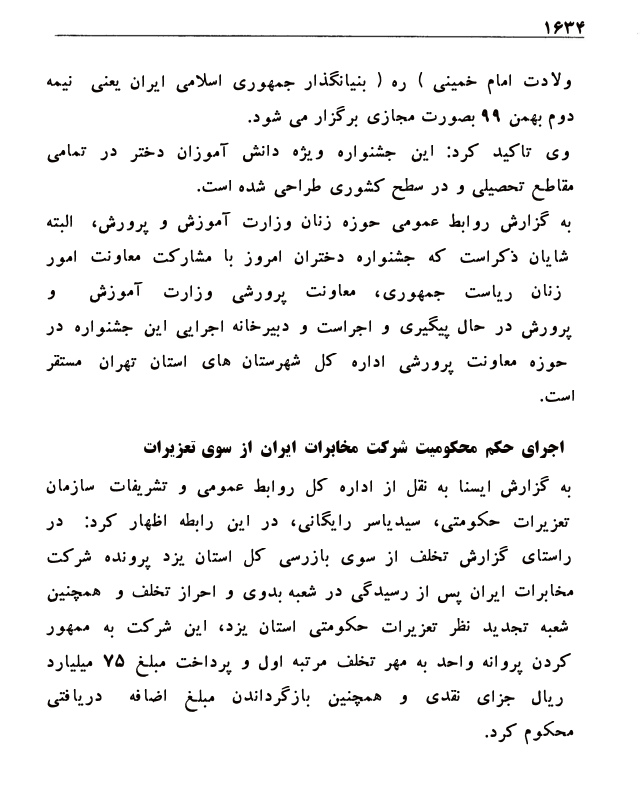 ۱۶۳۴
ولادت امام خمینی ) ره ( بنیانگذار جمهوری اسلامی ایران یعنی نیمه
دوم بهمن ۹۹ بصورت مجازی برگزار می شود.
وی تاکید کرد: این جشنواره ویژه دانش آموزان دختر در تمامی
مقاطع تحصیلی و در سطح کشوری طراحی شده است.
به گزارش روابط عمومی حوزه زنان وزارت آموزش و پرورش، البته
شایان ذکراست که جشنواره دختران امروز با مشارکت معاونت امور
زنان ریاست جمهوری، معاونت پرورشی وزارت آموزش و
پرورش در حال پیگیری و اجراست و دبیرخانه اجرایی این جشنواره در
حوزه معاونت پرورشی اداره کل شهرستان های استان تهران مستقر
است.
اجرای حکم محکومیت شرکت مخابرات ایران از سوی تعزیرات
به گزارش ایسنا به نقل از اداره کل روابط عمومی و تشریفات سازمان
تعزیرات حکومتی، سیدیاسر رایگانی، در این رابطه اظهار کرد: در
راستای گزارش تخلف از سوی بازرسی کل استان یزد پرونده شرکت
مخابرات ایران پس از رسیدگی در شعبه بدوی و احراز تخلف و همچنین
شعبه تجدید نظر تعزیرات حکومتی استان یزد، این شرکت به ممهور
کردن پروانه واحد به مهر تخلف مرتبه اول و پرداخت مبلغ ۷۵ میلیارد
ریال جزای نقدی و همچنین بازگرداندن مبلغ اضافه دریافتی
محکوم کرد.